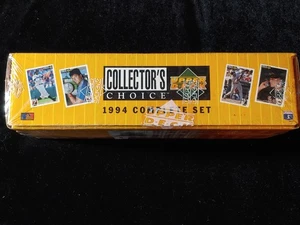 COLLECTOR'S
CHOICE
UPPER
DECK
1994 COMPLETE SET